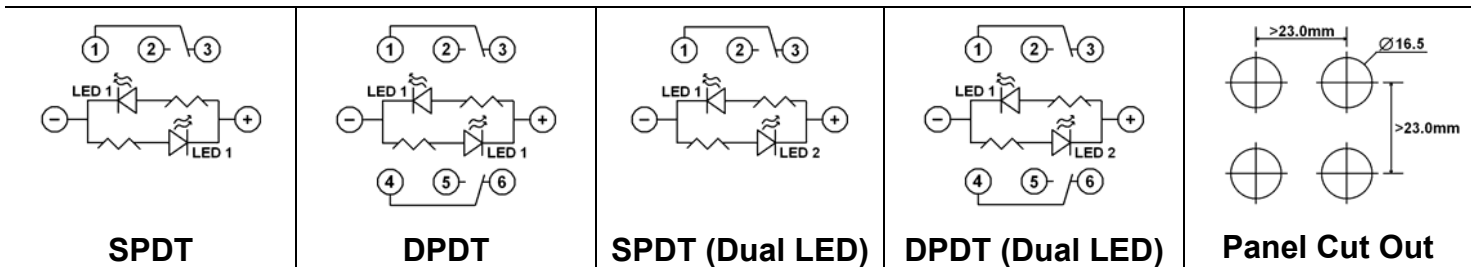 1 2 3
LED 1
− +
LED 1
SPDT
1 2 3
LED 1
− +
LED 1
4 5 6
DPDT
1 2 3
LED 1
− +
LED 2
SPDT (Dual LED)
1 2 3
LED 1
− +
LED 2
4 5 6
DPDT (Dual LED)
>23.0mm
Ø16.5
>23.0mm
Panel Cut Out